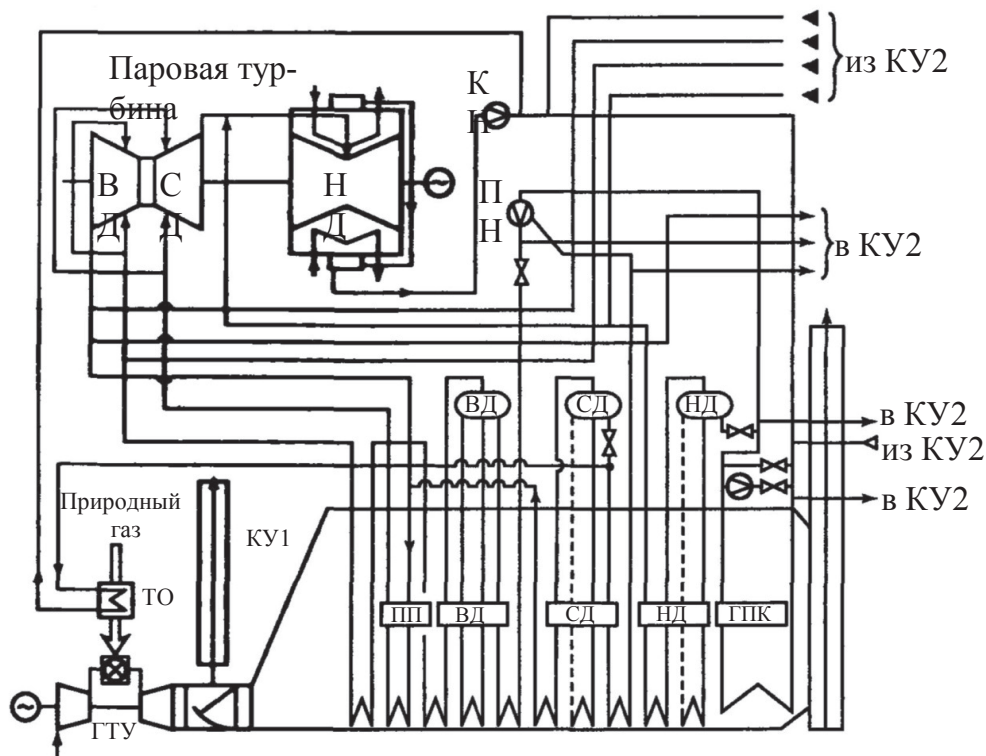 Паровая тур-
бина
К
Н
из КУ2
В
Д
С
Д
Н
Д
П
Н
в КУ2
ВД
СД
НД
в КУ2
из КУ2
в КУ2
Природный
газ
КУ1
ТО
ПП
ВД
СД
НД
ГПК
ГТУ